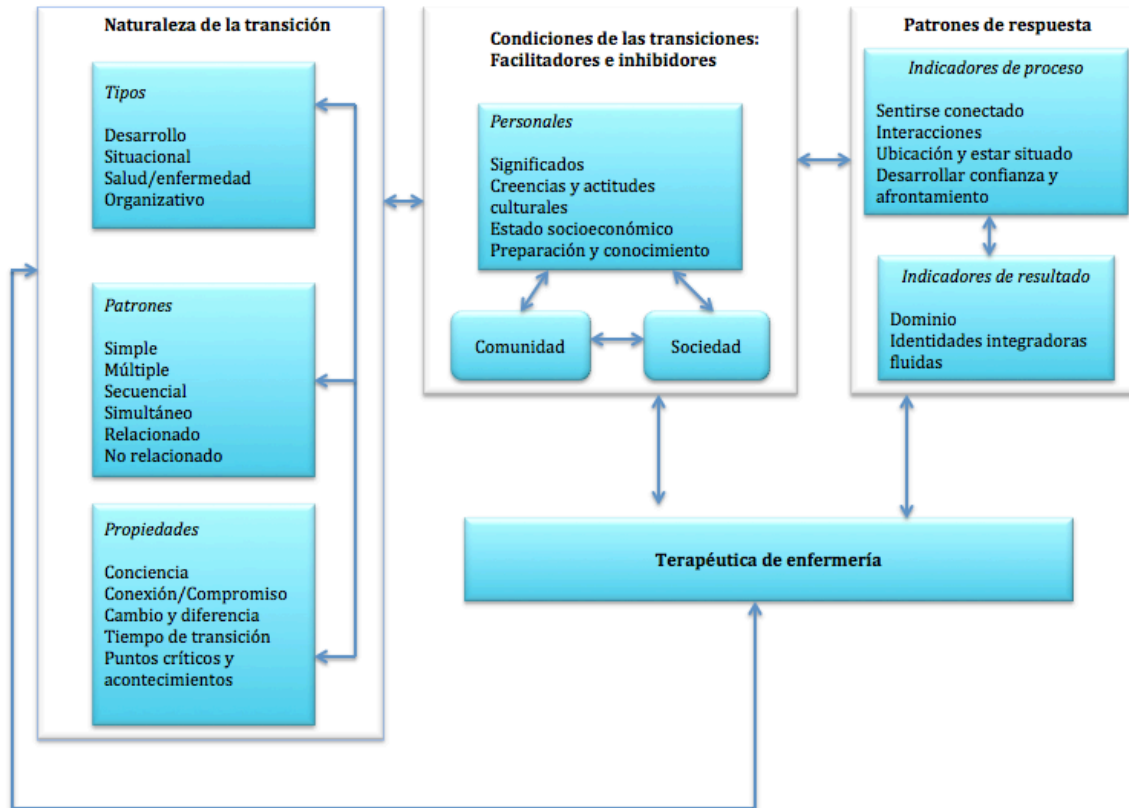 Naturaleza de la transición
Tipos
Desarrollo
Situacional
Salud/enfermedad
Organizativo
Patrones
Simple
Múltiple
Secuencial
Simultáneo
Relacionado
No relacionado
Propiedades
Conciencia
Conexión/Compromiso
Cambio y diferencia
Tiempo de transición
Puntos críticos y
acontecimientos
Condiciones de las transiciones:
Facilitadores e inhibidores
Personales
Significados
Creencias y actitudes
culturales
Estado socioeconómico
Preparación y conocimiento
Comunidad
Sociedad
Patrones de respuesta
Indicadores de proceso
Sentirse conectado
Interacciones
Ubicación y estar situado
Desarrollar confianza y
afrontamiento
Indicadores de resultado
Dominio
Identidades integradoras
fluidas
Terapéutica de enfermería